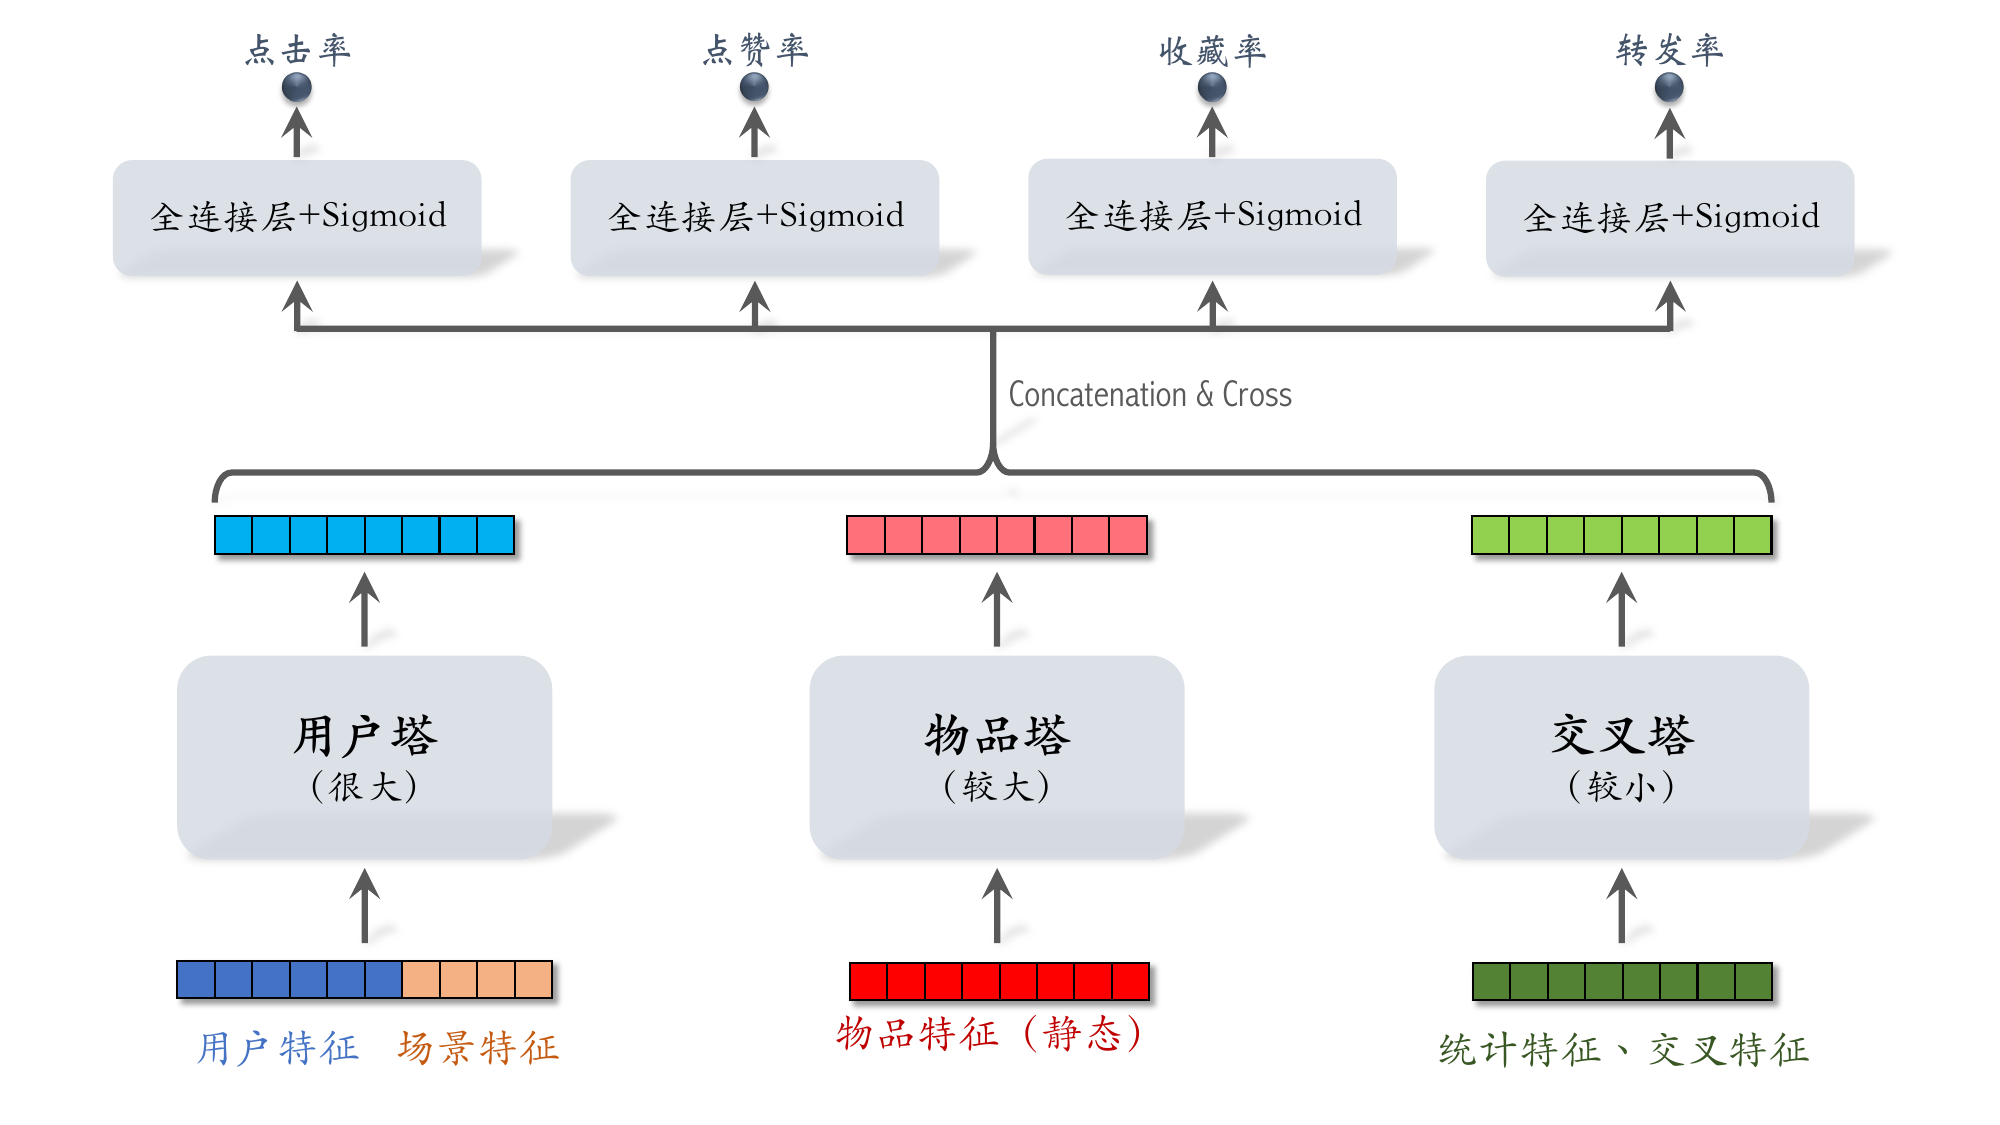 点击率
点赞率
收藏率
转发率
全连接层+Sigmoid
全连接层+Sigmoid
全连接层+Sigmoid
全连接层+Sigmoid
Concatenation & Cross
用户塔
（很大）
物品塔
（较大）
交叉塔
（较小）
用户特征
场景特征
物品特征（静态）
统计特征、交叉特征